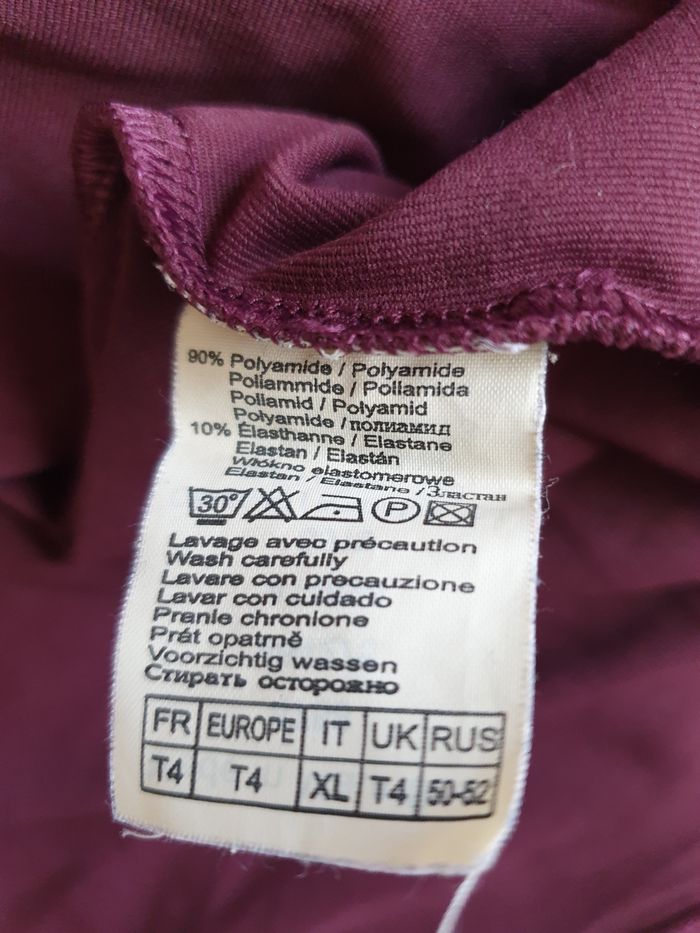 90% Polyamide / Polyamide
Poliammide / Poliamida
Poliamid / Polyamid
Polyamide / полиамид
10% Élasthanne / Elastane
Elastan / Elastán
Włókno elastomerowe
Elastan / Elastane / Эластан
30°
P
Lavage avec précaution
Wash carefully
Lavare con precauzione
Lavar con cuidado
Pranie chronione
Prát opatrně
Voorzichtig wassen
Стирать осторожно
FR EUROPE IT UK RUS
T4 T4 XL T4 50-52